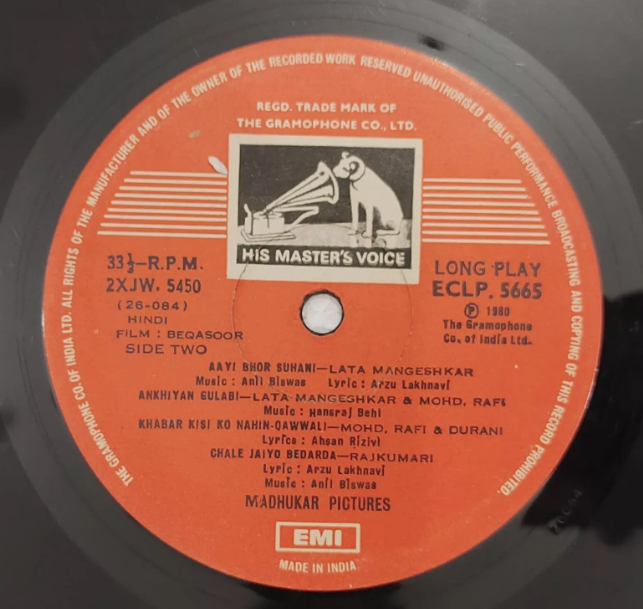 THE GRAMOPHONE CO. OF INDIA LTD. ALL RIGHTS OF THE MANUFACTURER AND OF THE OWNER OF THE RECORDED WORK RESERVED UNAUTHORISED PUBLIC PERFORMANCE BROADCASTING AND COPYING OF THIS RECORD PROHIBITED.
REGD. TRADE MARK OF
THE GRAMOPHONE CO., LTD.
HIS MASTER'S VOICE
33⅓-R.P.M.
2XJW. 5450
(26-084)
HINDI
FILM : BEQASOOR
SIDE TWO
LONG PLAY
ECLP. 5665
℗ 1980
The Gramophone
Co. of India Ltd.
AAYI BHOR SUHANI—LATA MANGESHKAR
Music : Anil Biswas Lyric : Arzu Lakhnavi
ANKHIYAN GULABI—LATA MANGESHKAR & MOHD. RAFI
Music : Hansraj Behl
KHABAR KISI KO NAHIN-QAWWALI—MOHD. RAFI & DURANI
Lyrics : Ahsan Rizivi
CHALE JAIYO BEDARDA—RAJKUMARI
Lyric : Arzu Lakhnavi
Music : Anil Biswas
MADHUKAR PICTURES
EMI
MADE IN INDIA